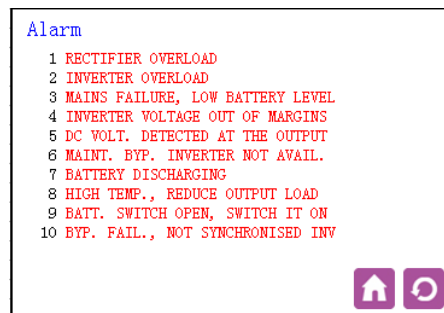 Alarm
1 RECTIFIER OVERLOAD
2 INVERTER OVERLOAD
3 MAINS FAILURE, LOW BATTERY LEVEL
4 INVERTER VOLTAGE OUT OF MARGINS
5 DC VOLT. DETECTED AT THE OUTPUT
6 MAINT. BYP. INVERTER NOT AVAIL.
7 BATTERY DISCHARGING
8 HIGH TEMP., REDUCE OUTPUT LOAD
9 BATT. SWITCH OPEN, SWITCH IT ON
10 BYP. FAIL., NOT SYNCHRONISED INV